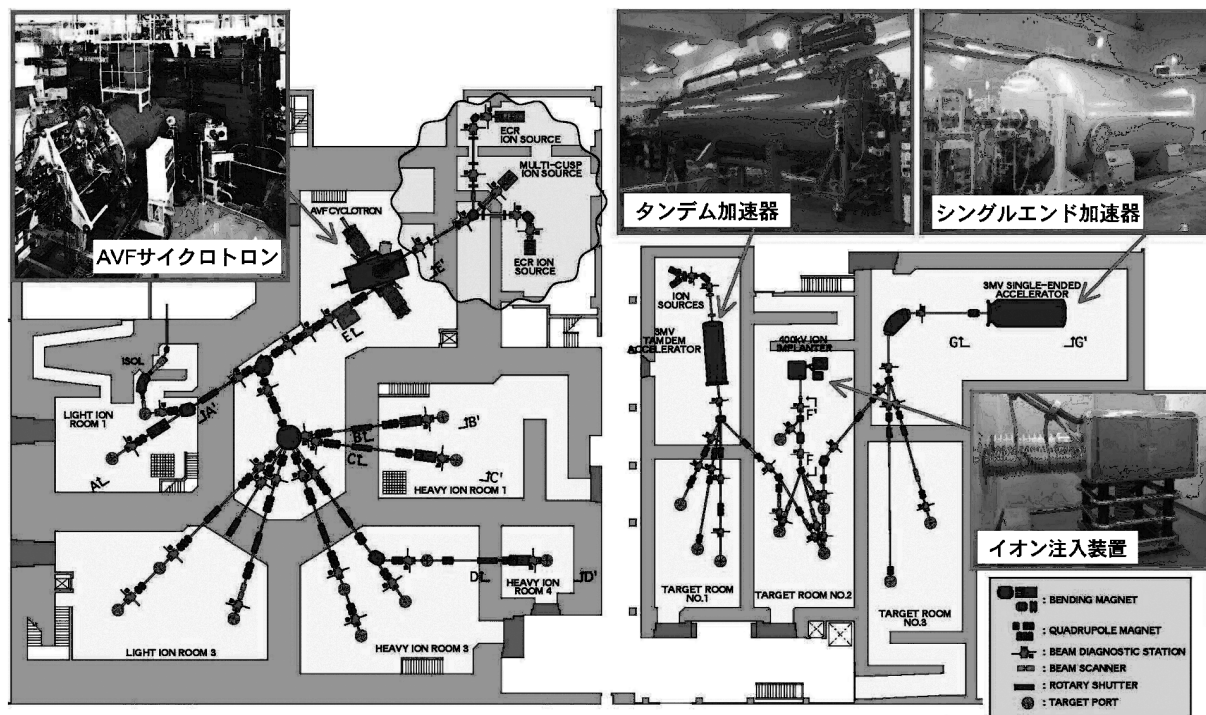 AVFサイクロトロン
タンデム加速器
シングルエンド加速器
イオン注入装置
ECR
ION SOURCE
MULTI-CUSP
ION SOURCE
AVF CYCLOTRON
ECR ION SOURCE
E'
E
ISOL
LIGHT ION
ROOM 1
A'
A
B
B'
C
C'
HEAVY ION ROOM 1
D
D'
HEAVY ION
ROOM 4
LIGHT ION ROOM 3
HEAVY ION ROOM 3
ION
SOURCES
3MV TAMDEM
ACCELERATOR
400kV ION
IMPLANTER
3MV SINGLE-ENDED
ACCELERATOR
G
G'
F'
F
TARGET ROOM
NO.1
TARGET ROOM NO.2
TARGET ROOM
NO.3
: BENDING MAGNET
: QUADRUPOLE MAGNET
: BEAM DIAGNOSTIC STATION
: BEAM SCANNER
: ROTARY SHUTTER
: TARGET PORT